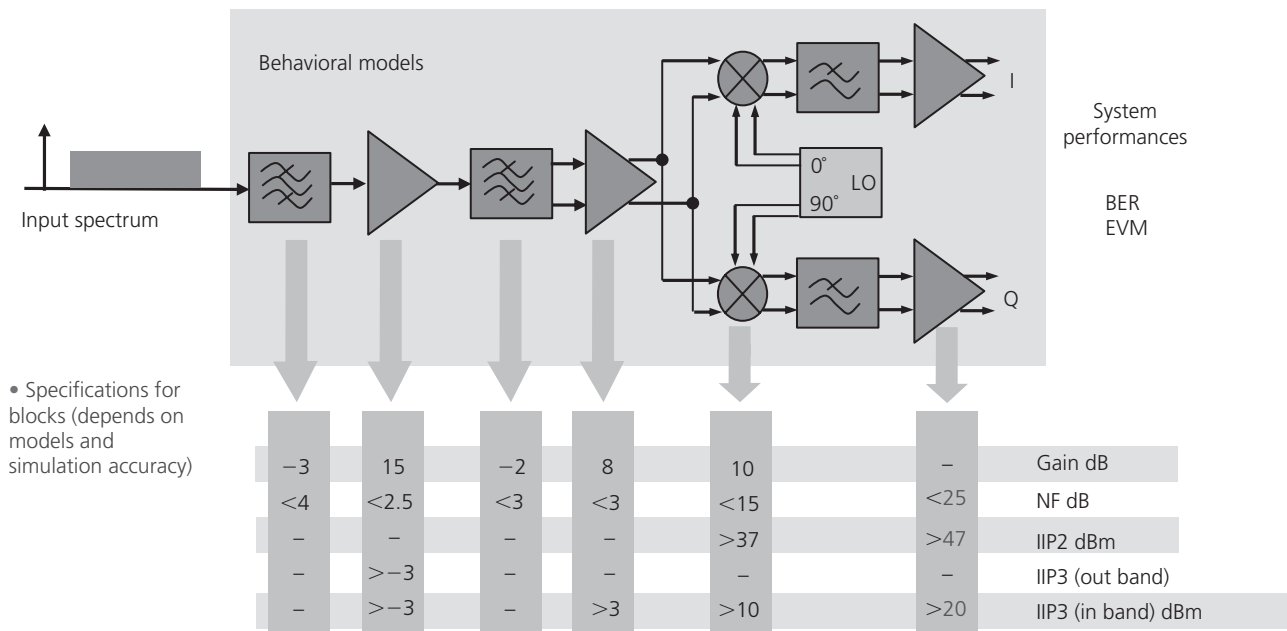 Behavioral models
Input spectrum
0°
LO
90°
I
Q
System
performances
BER
EVM
• Specifications for
blocks (depends on
models and
simulation accuracy)
−3 15 −2 8 10 – Gain dB
<4 <2.5 <3 <3 <15 <25 NF dB
– – – – >37 >47 IIP2 dBm
– >−3 – – – – IIP3 (out band)
– >−3 – >3 >10 >20 IIP3 (in band) dBm